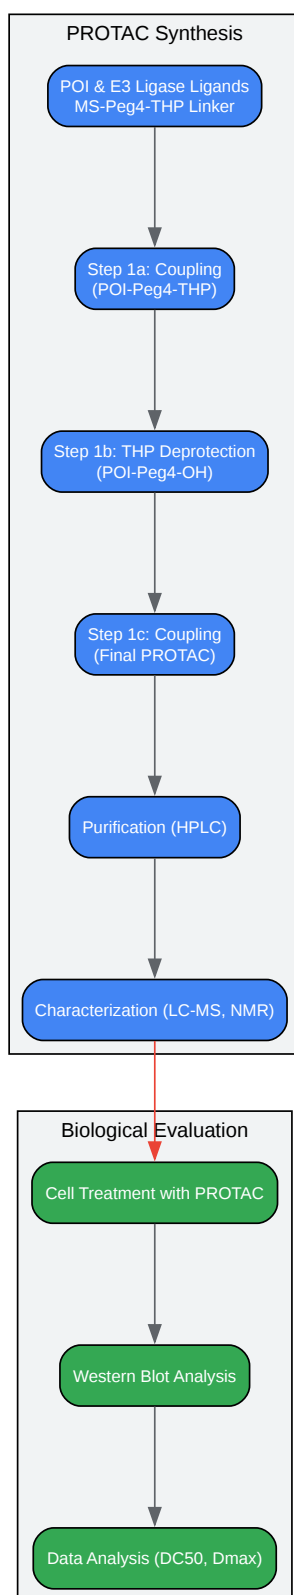 PROTAC Synthesis
POI & E3 Ligase Ligands
MS-Peg4-THP Linker
Step 1a: Coupling
(POI-Peg4-THP)
Step 1b: THP Deprotection
(POI-Peg4-OH)
Step 1c: Coupling
(Final PROTAC)
Purification (HPLC)
Characterization (LC-MS, NMR)
Biological Evaluation
Cell Treatment with PROTAC
Western Blot Analysis
Data Analysis (DC50, Dmax)